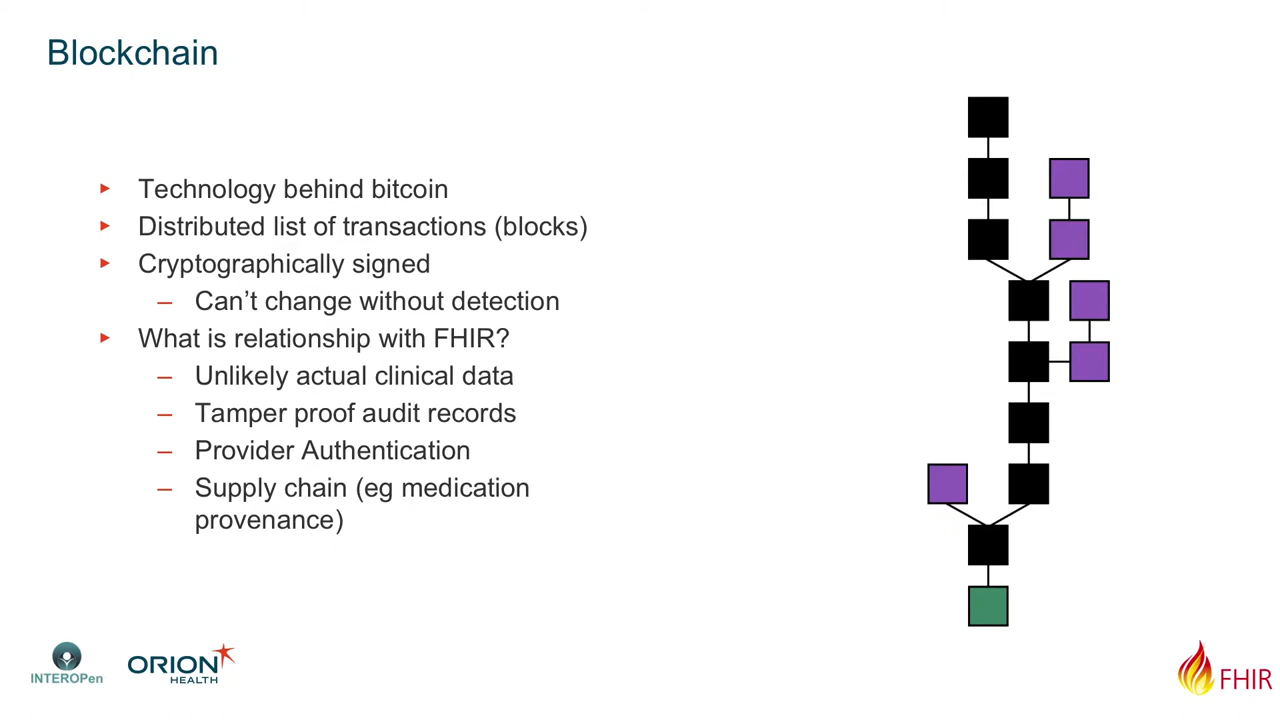 Blockchain
▸ Technology behind bitcoin
▸ Distributed list of transactions (blocks)
▸ Cryptographically signed
– Can’t change without detection
▸ What is relationship with FHIR?
– Unlikely actual clinical data
– Tamper proof audit records
– Provider Authentication
– Supply chain (eg medication
provenance)
INTEROPen
ORION
HEALTH
FHIR